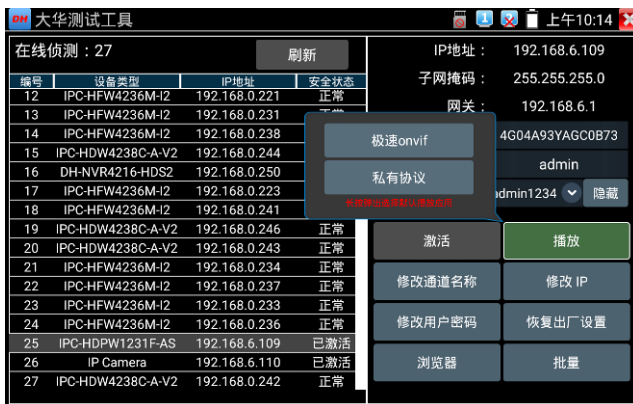 DH 大华测试工具 上午10:14
在线侦测：27 刷新
编号 设备类型 IP地址 安全状态
12 IPC-HFW4236M-I2 192.168.0.221 正常
13 IPC-HFW4236M-I2 192.168.0.231
14 IPC-HFW4236M-I2 192.168.0.238
15 IPC-HDW4238C-A-V2 192.168.0.244
16 DH-NVR4216-HDS2 192.168.0.250
17 IPC-HFW4236M-I2 192.168.0.223
18 IPC-HFW4236M-I2 192.168.0.241
19 IPC-HDW4238C-A-V2 192.168.0.246 正常
20 IPC-HDW4238C-A-V2 192.168.0.243 正常
21 IPC-HFW4236M-I2 192.168.0.234 正常
22 IPC-HFW4236M-I2 192.168.0.237 正常
23 IPC-HFW4236M-I2 192.168.0.233 正常
24 IPC-HFW4236M-I2 192.168.0.236 正常
25 IPC-HDPW1231F-AS 192.168.6.109 已激活
26 IP Camera 192.168.6.110 已激活
27 IPC-HDW4238C-A-V2 192.168.0.242 正常
IP地址： 192.168.6.109
子网掩码： 255.255.255.0
网关： 192.168.6.1
4G04A93YAGC0B73
admin
dmin1234 隐藏
极速onvif
私有协议
激活 播放
修改通道名称 修改 IP
修改用户密码 恢复出厂设置
浏览器 批量